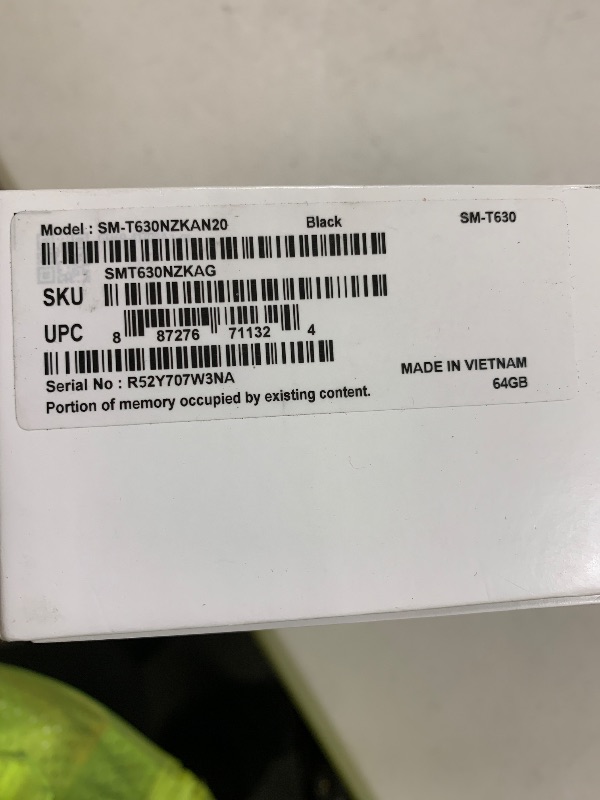 Model : SM-T630NZKAN20 Black SM-T630
SMT630NZKAG
SKU
UPC 8 87276 71132 4
Serial No : R52Y707W3NA
MADE IN VIETNAM
64GB
Portion of memory occupied by existing content.